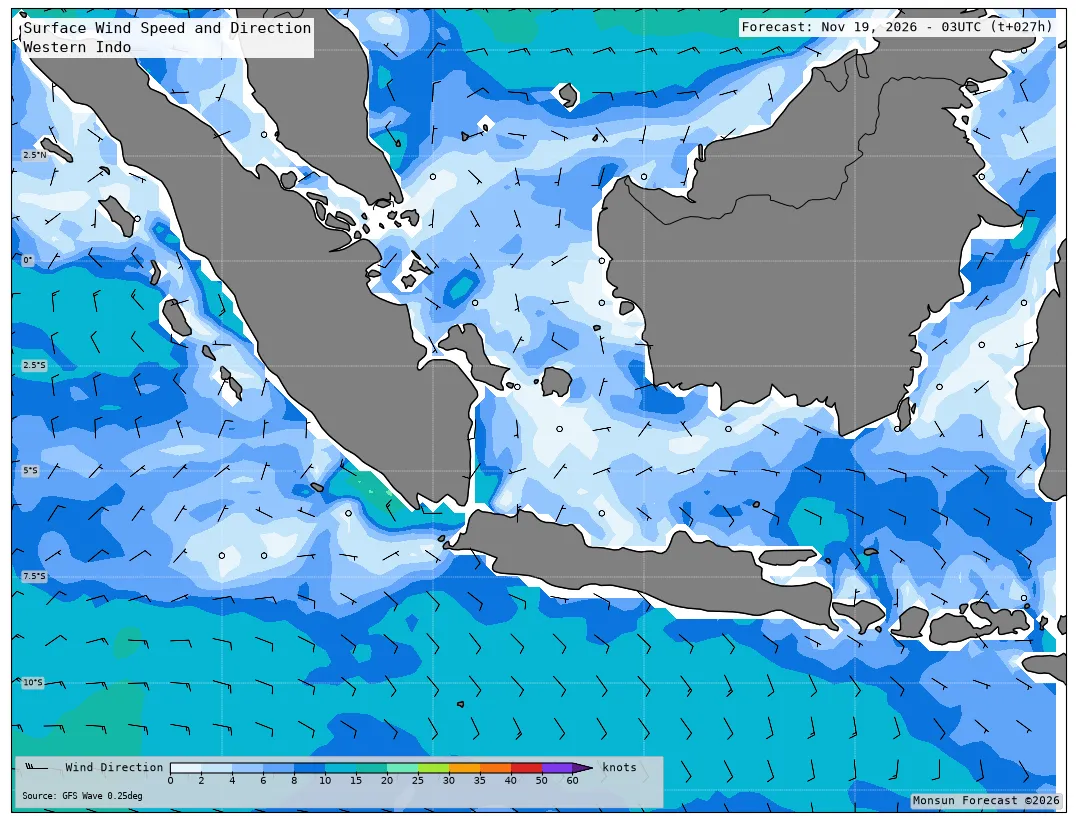 Surface Wind Speed and Direction
Western Indo
Forecast: Nov 19, 2026 - 03UTC (t+027h)
2.5°N
0°
2.5°S
5°S
7.5°S
10°S
Wind Direction
0 2 4 6 8 10 15 20 25 30 35 40 50 60
knots
Source: GFS Wave 0.25deg
Monsun Forecast ©2026